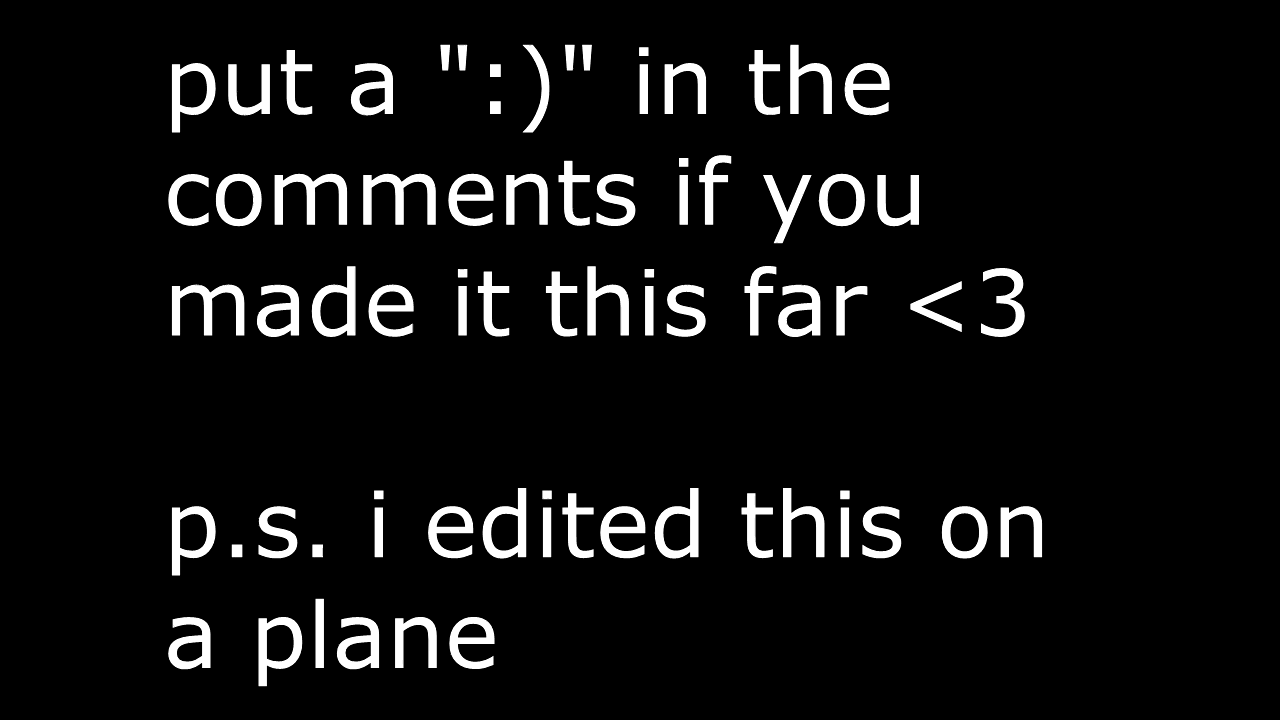 put a ":)" in the
comments if you
made it this far <3
p.s. i edited this on
a plane